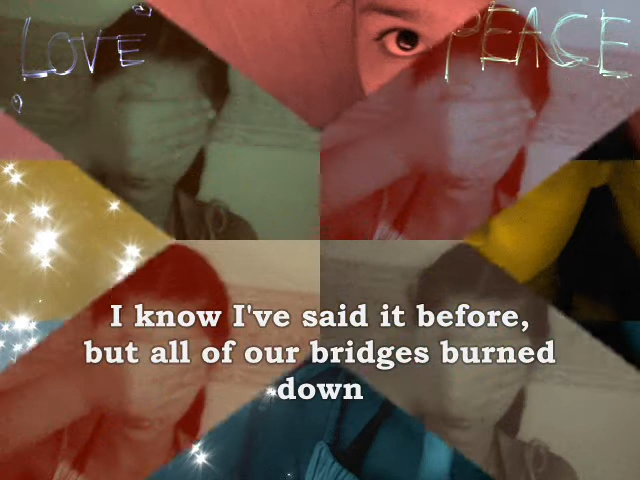 LOVE PEACE
I know I've said it before,
but all of our bridges burned
down